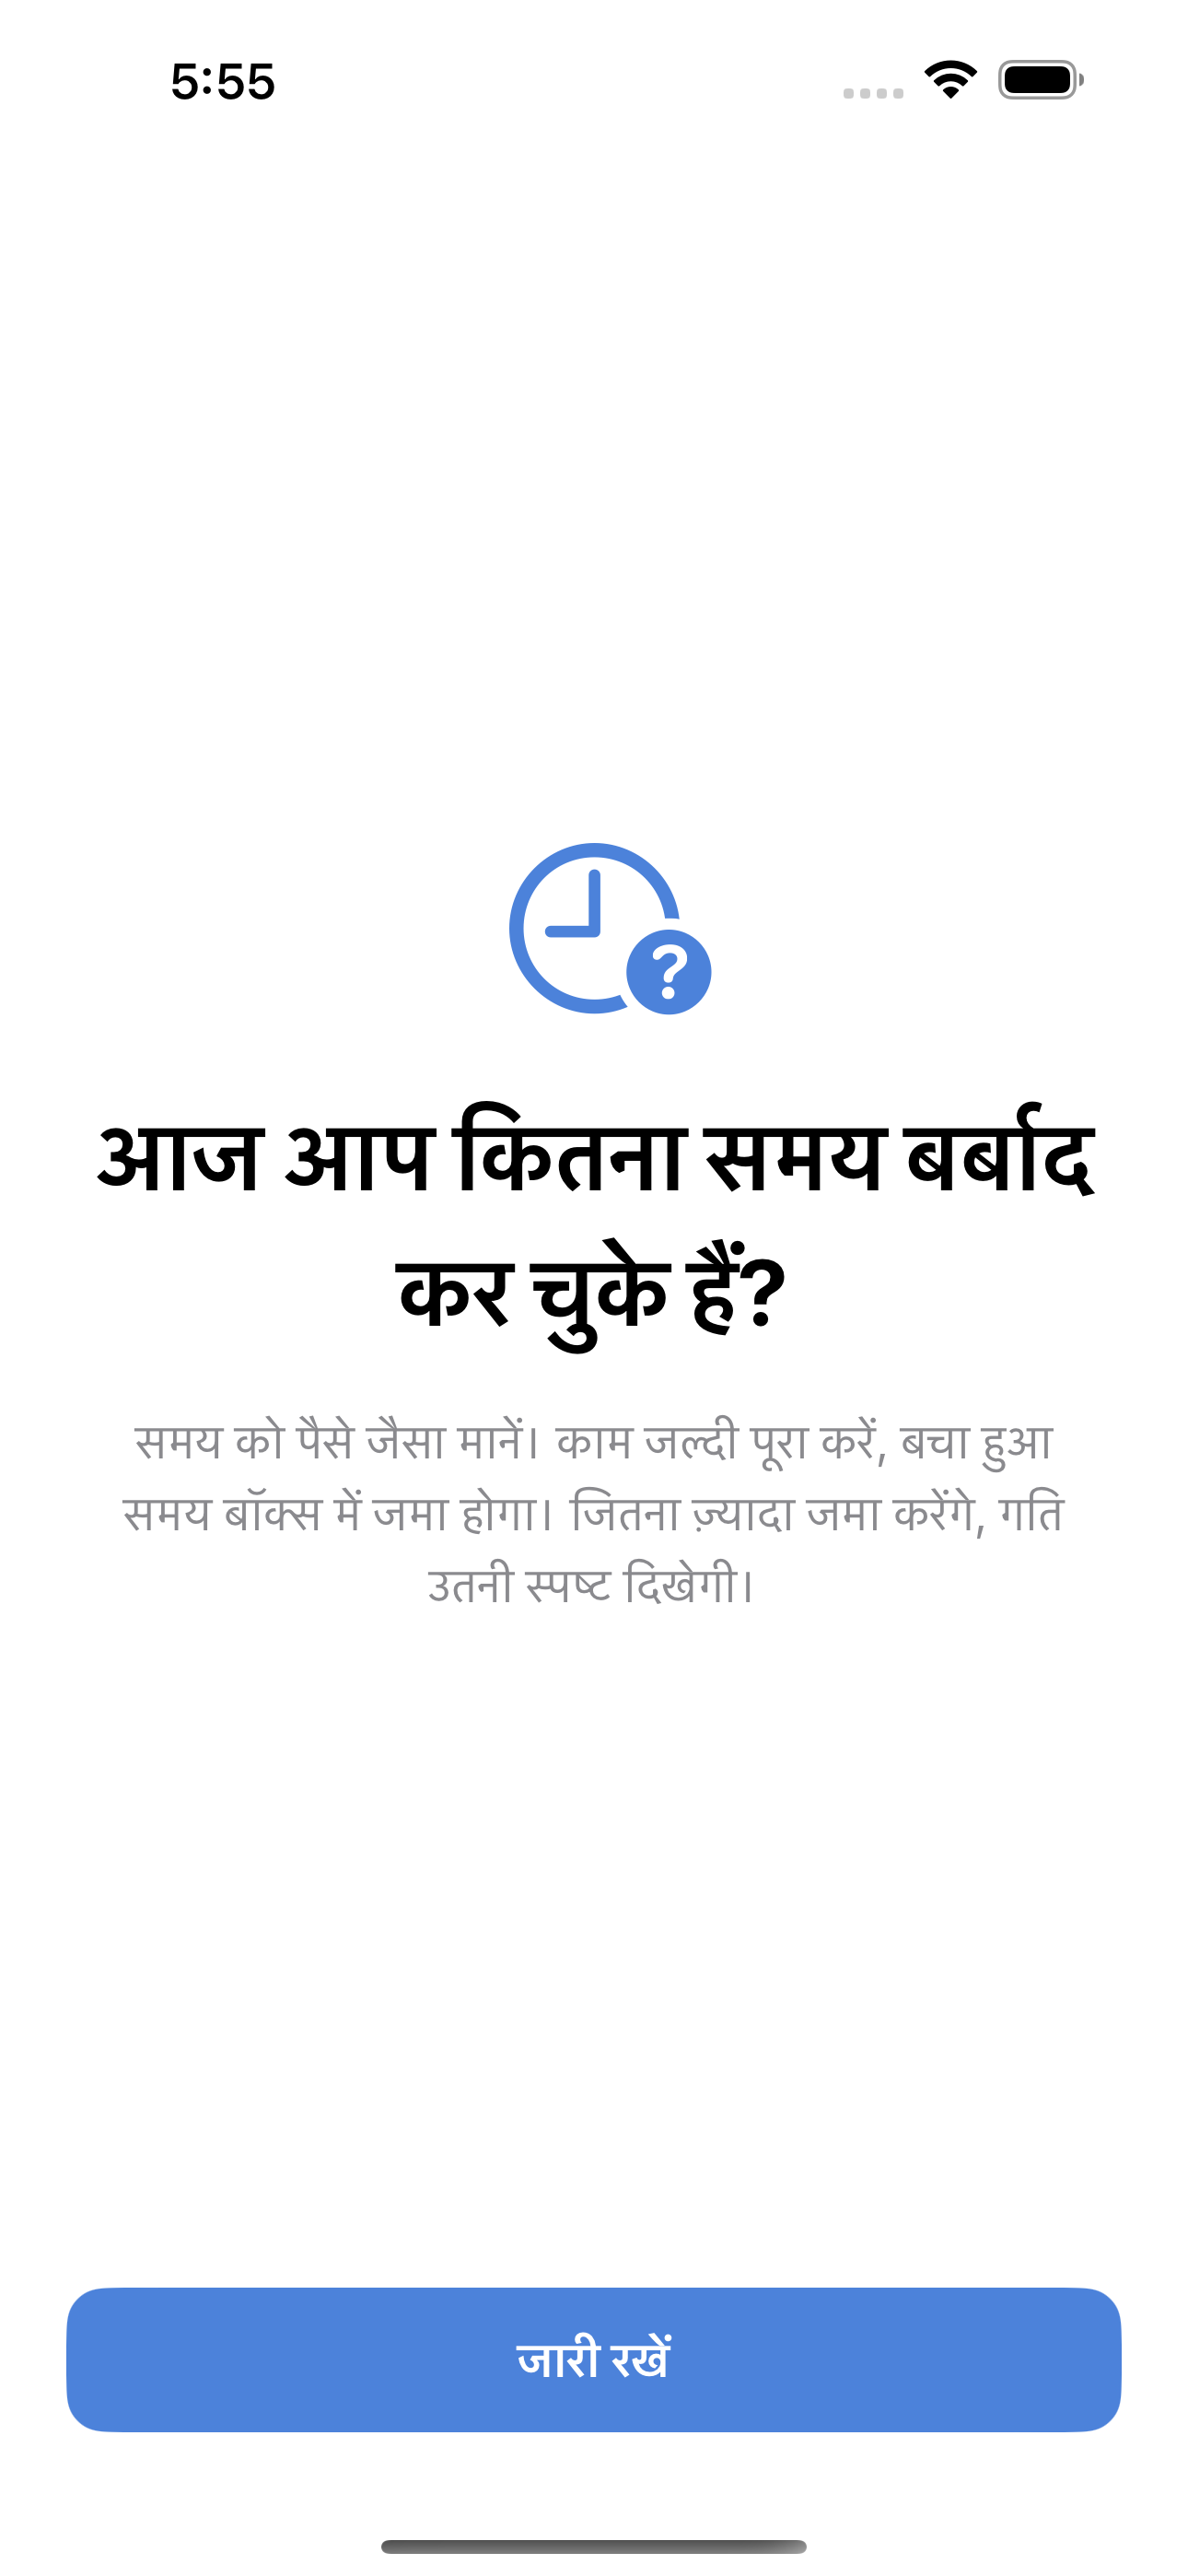 5:55
आज आप कितना समय बर्बाद
कर चुके हैं?
समय को पैसे जैसा मानें। काम जल्दी पूरा करें, बचा हुआ
समय बॉक्स में जमा होगा। जितना ज़्यादा जमा करेंगे, गति
उतनी स्पष्ट दिखेगी।
जारी रखें